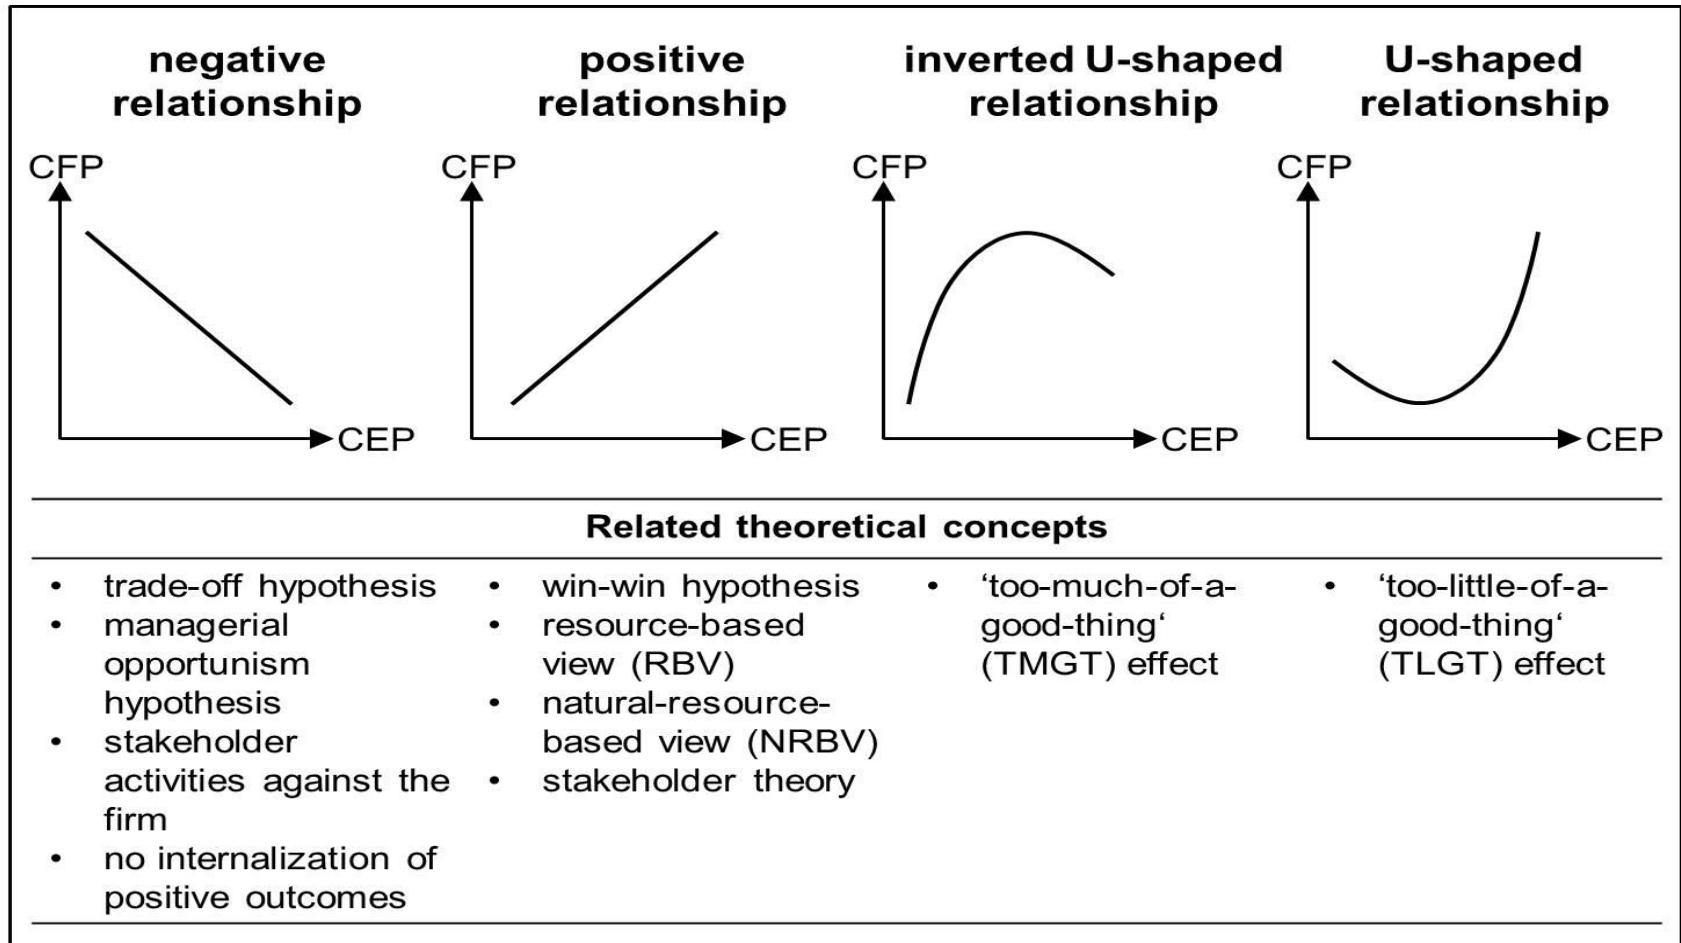 negative
relationship
positive
relationship
inverted U-shaped
relationship
U-shaped
relationship
CFP
CEP
CFP
CEP
CFP
CEP
CFP
CEP
Related theoretical concepts
• trade-off hypothesis
• managerial
opportunism
hypothesis
• stakeholder
activities against the
firm
• no internalization of
positive outcomes
• win-win hypothesis
• resource-based
view (RBV)
• natural-resource-
based view (NRBV)
• stakeholder theory
• ‘too-much-of-a-
good-thing‘
(TMGT) effect
• ‘too-little-of-a-
good-thing‘
(TLGT) effect